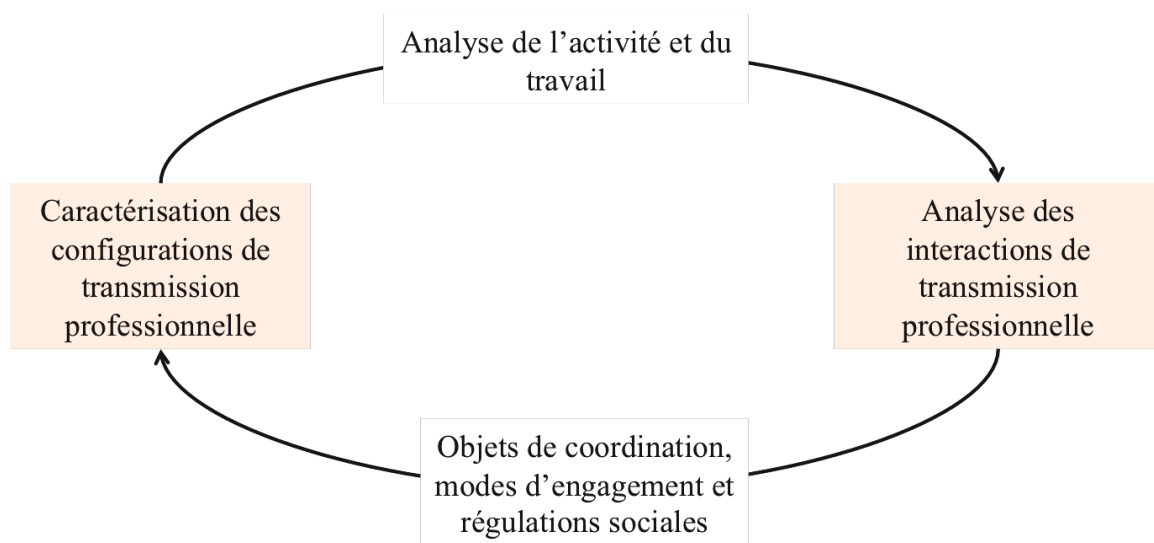 Analyse de l’activité et du
travail
Caractérisation des
configurations de
transmission
professionnelle
Analyse des
interactions de
transmission
professionnelle
Objets de coordination,
modes d’engagement et
régulations sociales